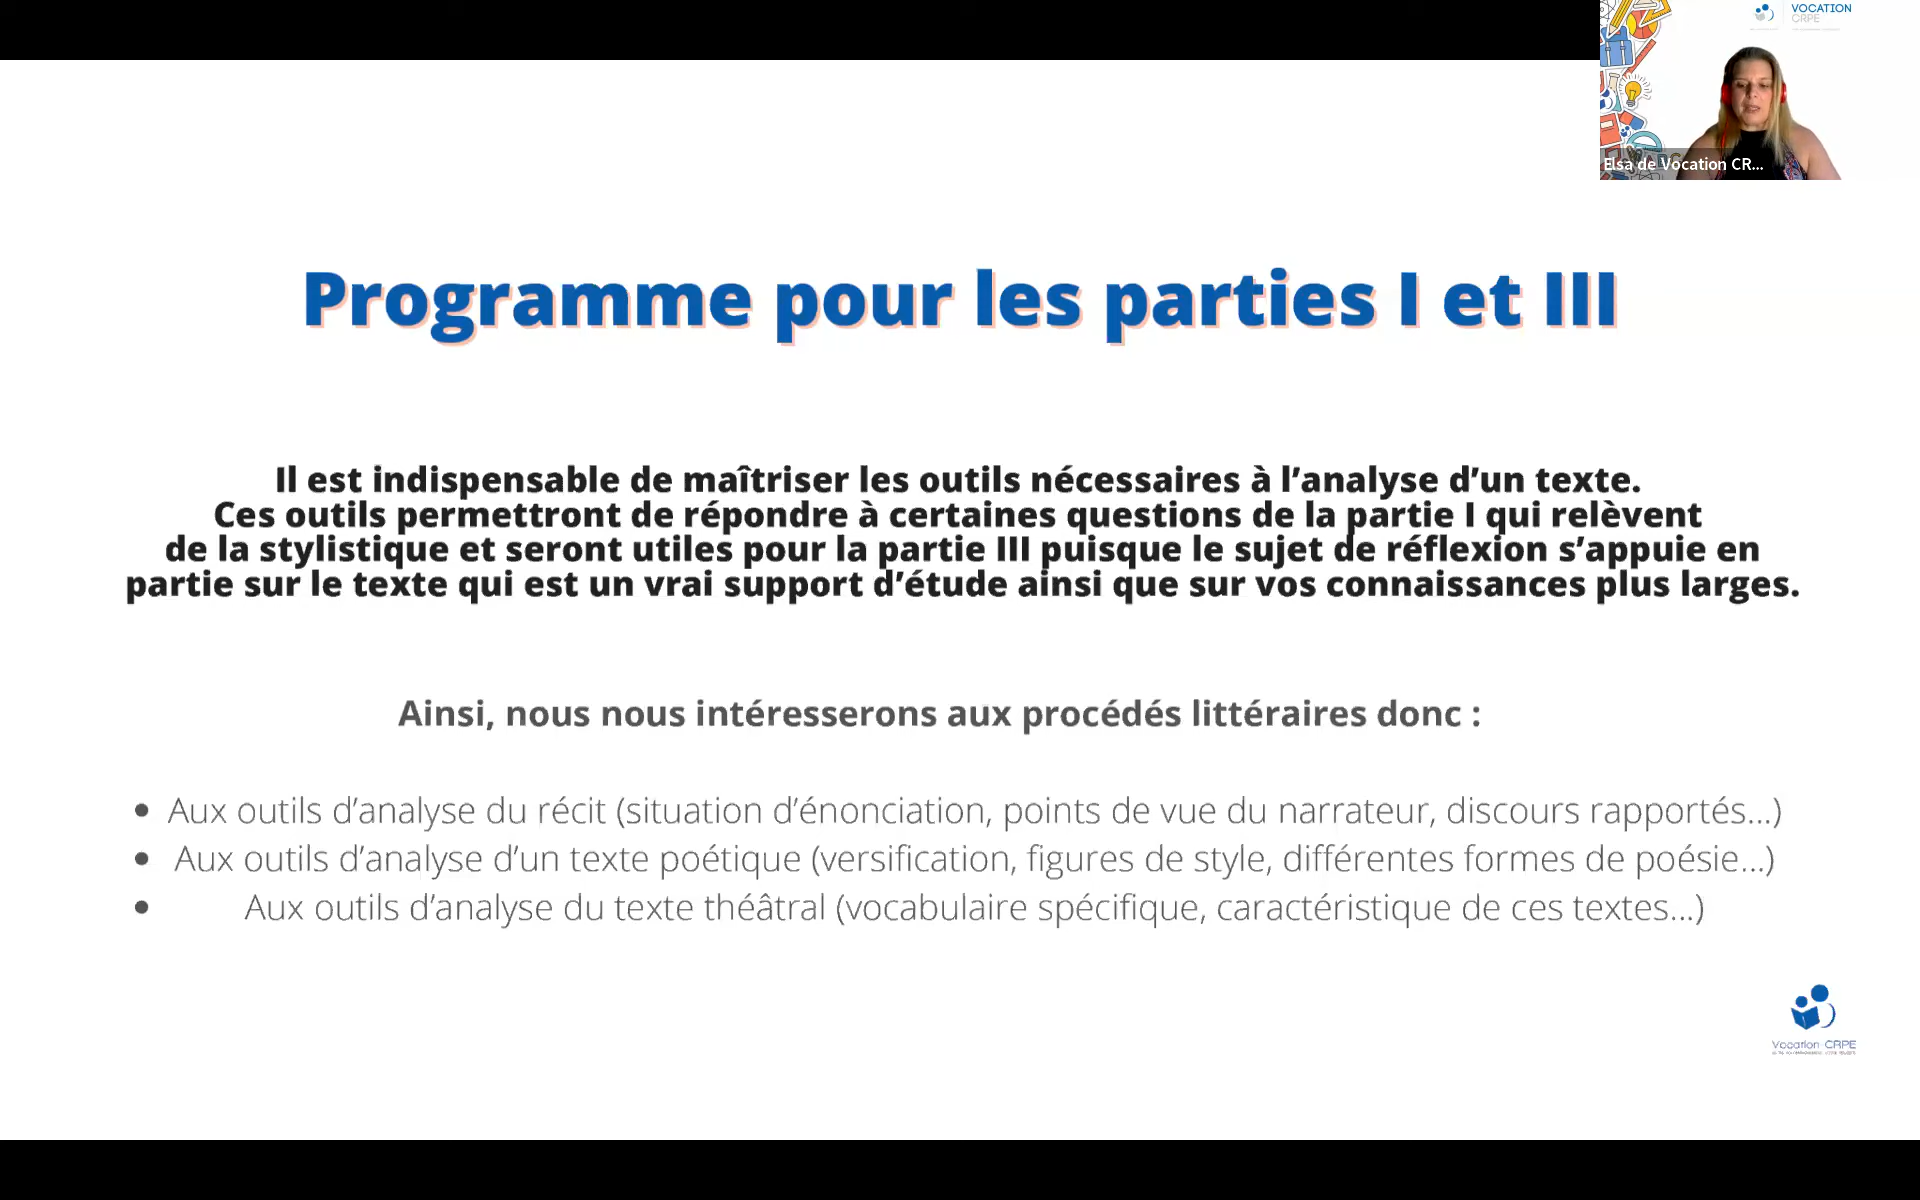 VOCATION
CRPE
Elsa de Vocation CR...
Programme pour les parties I et III
Il est indispensable de maîtriser les outils nécessaires à l’analyse d’un texte.
Ces outils permettront de répondre à certaines questions de la partie I qui relèvent
de la stylistique et seront utiles pour la partie III puisque le sujet de réflexion s’appuie en
partie sur le texte qui est un vrai support d’étude ainsi que sur vos connaissances plus larges.
Ainsi, nous nous intéresserons aux procédés littéraires donc :
• Aux outils d’analyse du récit (situation d’énonciation, points de vue du narrateur, discours rapportés...)
• Aux outils d’analyse d’un texte poétique (versification, figures de style, différentes formes de poésie...)
• Aux outils d’analyse du texte théâtral (vocabulaire spécifique, caractéristique de ces textes...)
Vocation CRPE